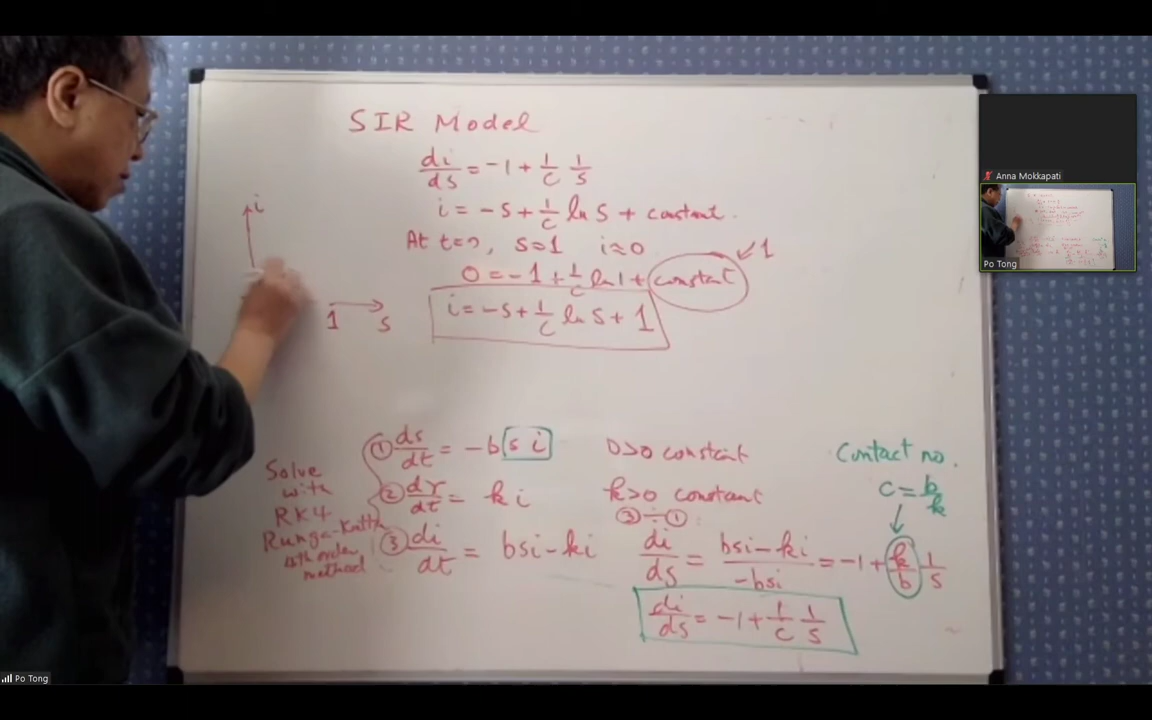 SIR Model
di/ds = -1 + 1/c 1/s
i = -s + 1/c ln s + constant.
At t=0, s≈1 i≈0
0 = -1 + 1/c ln 1 + constant ↙ 1
i = -s + 1/c ln s + 1
i
1 s
① ds/dt = -b s i
b>0 constant
② dr/dt = k i
k>0 constant
③ di/dt = bsi - ki
Solve
with
RK4
Runga-Kutta
4th order
method
③ ÷ ①
di/ds = bsi - ki / -bsi = -1 + k/b 1/s
di/ds = -1 + 1/c 1/s
Contact no.
c = b/k
Anna Mokkapati
Po Tong
Po Tong